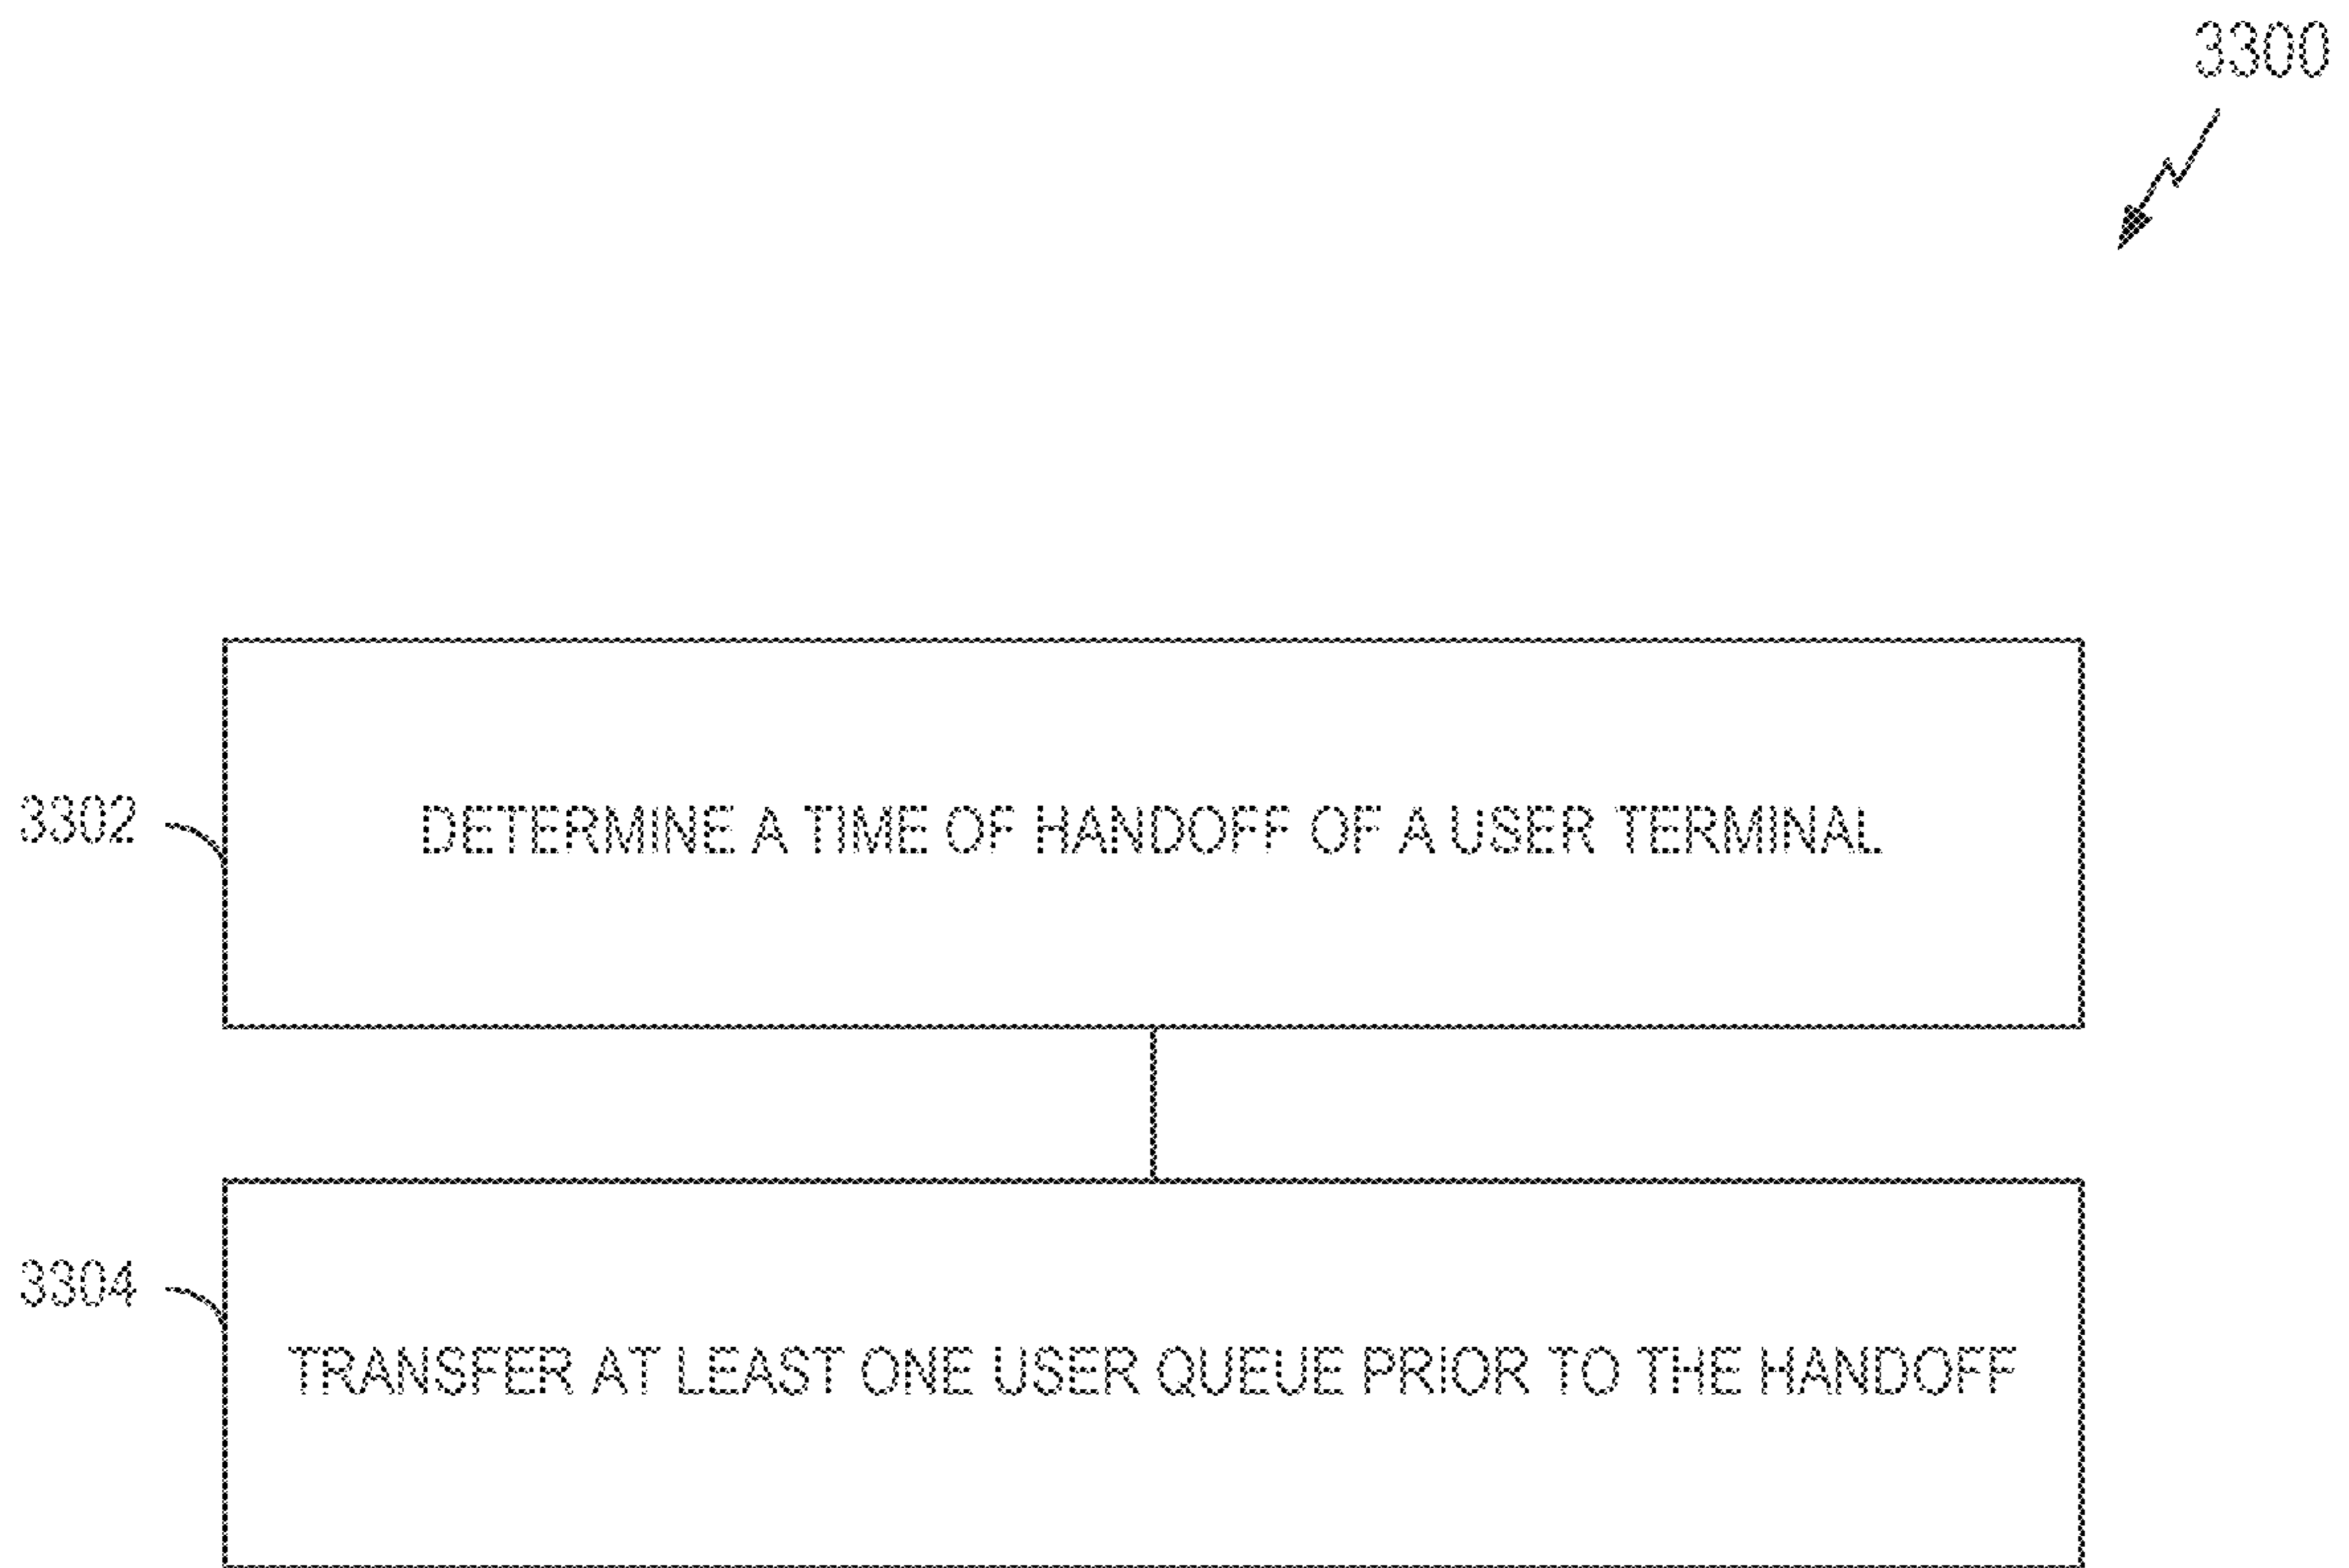 3300
3302
DETERMINE A TIME OF HANDOFF OF A USER TERMINAL
3304
TRANSFER AT LEAST ONE USER QUEUE PRIOR TO THE HANDOFF